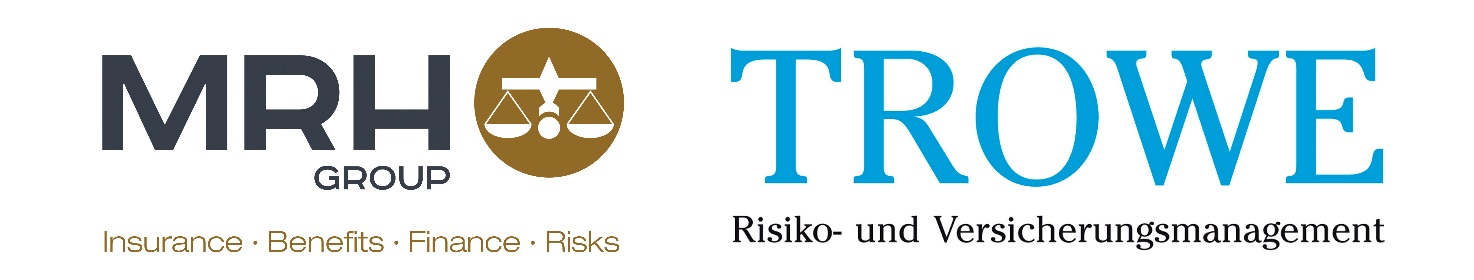 MRH
GROUP
Insurance · Benefits · Finance · Risks
TROWE
Risiko- und Versicherungsmanagement